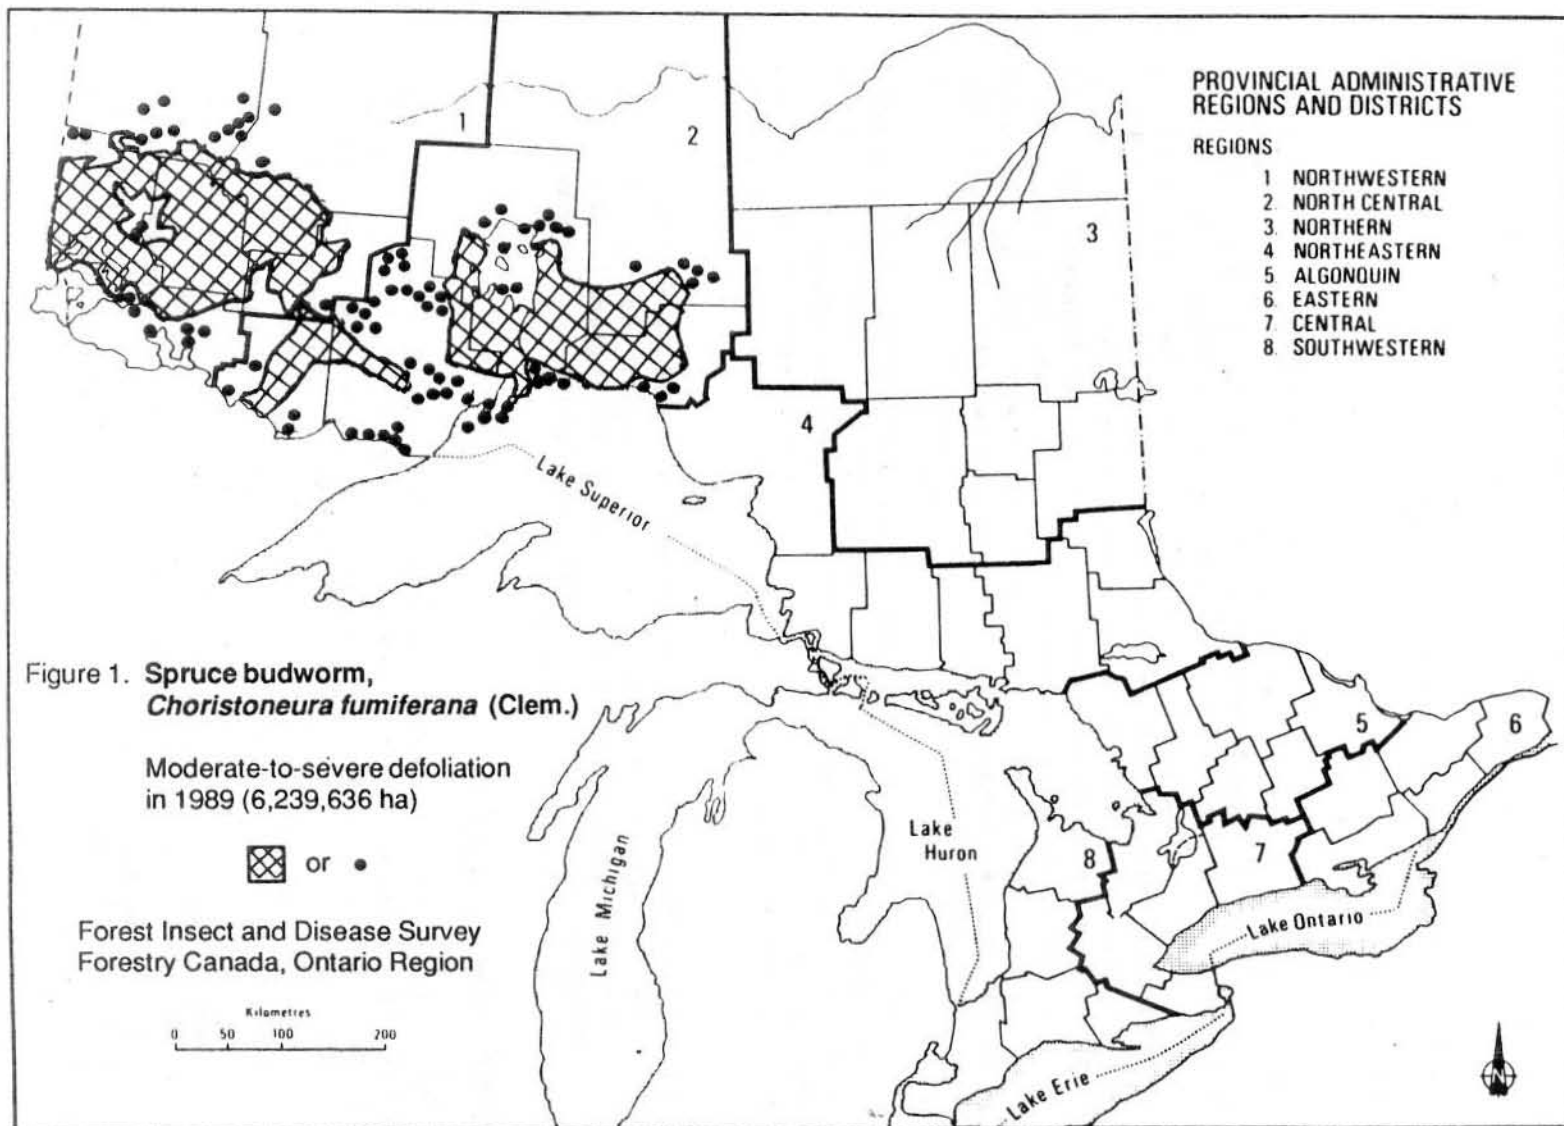 PROVINCIAL ADMINISTRATIVE
REGIONS AND DISTRICTS
REGIONS
1 NORTHWESTERN
2. NORTH CENTRAL
3. NORTHERN
4 NORTHEASTERN
5 ALGONQUIN
6 EASTERN
7. CENTRAL
8 SOUTHWESTERN
1
2
3
4
5
6
7
8
Lake Superior
Lake Michigan
Lake
Huron
Lake Ontario
Lake Erie
Figure 1. Spruce budworm,
Choristoneura fumiferana (Clem.)
Moderate-to-severe defoliation
in 1989 (6,239,636 ha)
or
Forest Insect and Disease Survey
Forestry Canada, Ontario Region
Kilometres
0 50 100 200
N